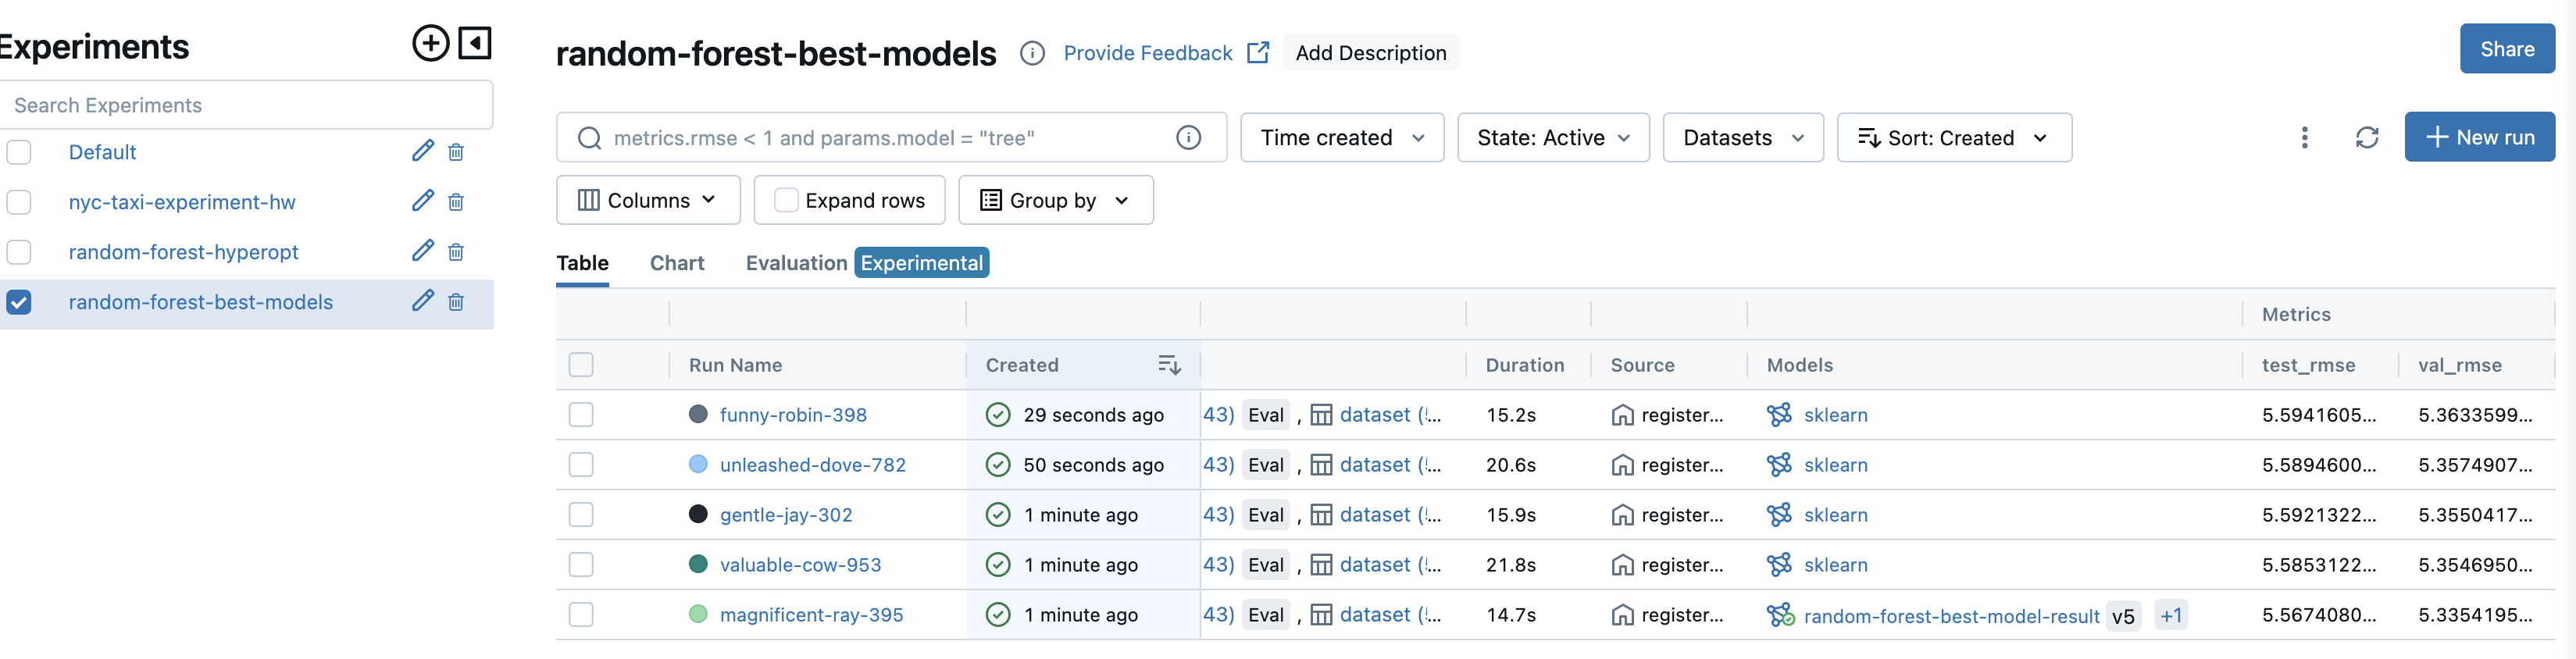 Experiments
Search Experiments
Default
nyc-taxi-experiment-hw
random-forest-hyperopt
random-forest-best-models
random-forest-best-models Provide Feedback Add Description Share
metrics.rmse < 1 and params.model = "tree" Time created State: Active Datasets Sort: Created New run
Columns Expand rows Group by
Table Chart Evaluation Experimental
Metrics
Run Name Created Duration Source Models test_rmse val_rmse
funny-robin-398 29 seconds ago 43) Eval , dataset (... 15.2s register... sklearn 5.5941605... 5.3633599...
unleashed-dove-782 50 seconds ago 43) Eval , dataset (... 20.6s register... sklearn 5.5894600... 5.3574907...
gentle-jay-302 1 minute ago 43) Eval , dataset (... 15.9s register... sklearn 5.5921322... 5.3550417...
valuable-cow-953 1 minute ago 43) Eval , dataset (... 21.8s register... sklearn 5.5853122... 5.3546950...
magnificent-ray-395 1 minute ago 43) Eval , dataset (... 14.7s register... random-forest-best-model-result v5 +1 5.5674080... 5.3354195...